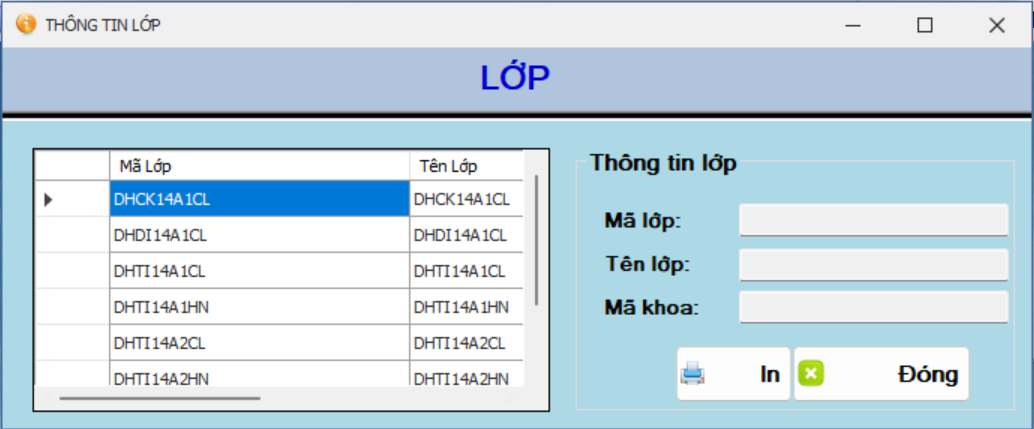 THÔNG TIN LỚP
LỚP
Mã Lớp Tên Lớp
DHCK14A1CL DHCK14A1CL
DHDI14A1CL DHDI14A1CL
DHTI14A1CL DHTI14A1CL
DHTI14A1HN DHTI14A1HN
DHTI14A2CL DHTI14A2CL
DHTI14A2HN DHTI14A2HN
Thông tin lớp
Mã lớp:
Tên lớp:
Mã khoa:
In Đóng